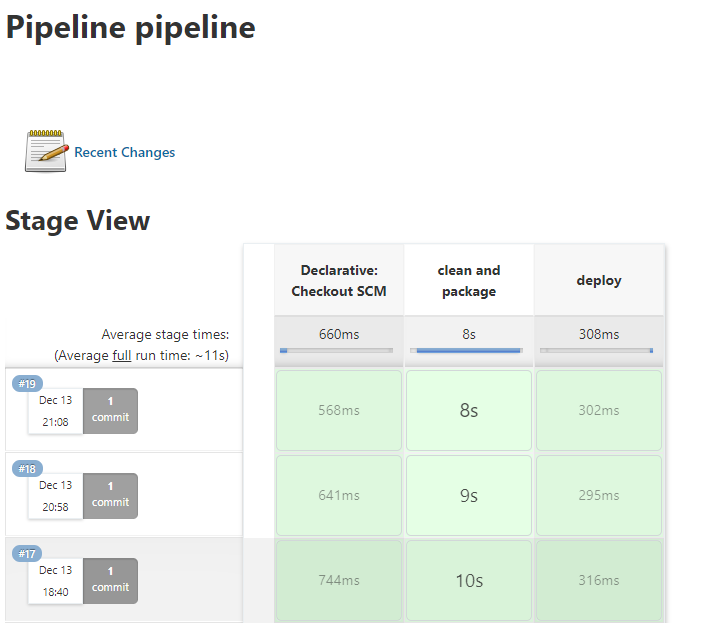 Pipeline pipeline
Recent Changes
Stage View
Declarative:
Checkout SCM
clean and
package
deploy
Average stage times:
(Average full run time: ~11s)
660ms
8s
308ms
#19
Dec 13
21:08
1
commit
568ms
8s
302ms
#18
Dec 13
20:58
1
commit
641ms
9s
295ms
#17
Dec 13
18:40
1
commit
744ms
10s
316ms